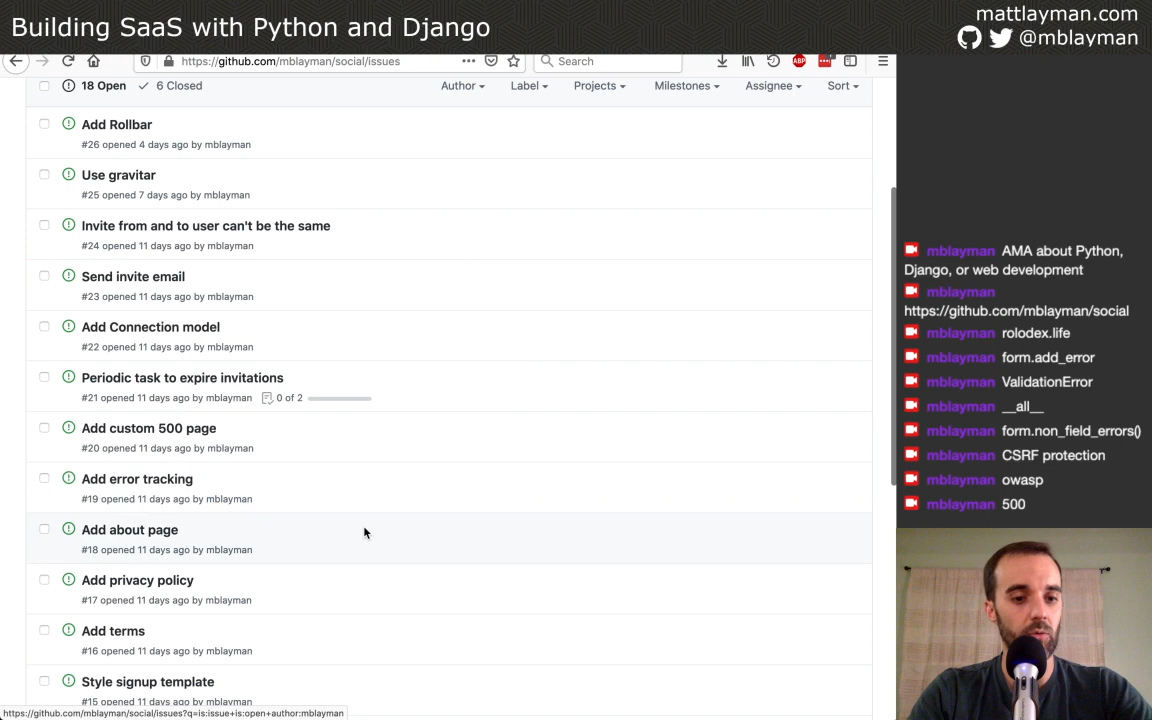 Building SaaS with Python and Django
mattlayman.com
@mblayman
https://github.com/mblayman/social/issues
Search
ABP
18 Open
6 Closed
Author
Label
Projects
Milestones
Assignee
Sort
Add Rollbar
#26 opened 4 days ago by mblayman
Use gravitar
#25 opened 7 days ago by mblayman
Invite from and to user can't be the same
#24 opened 11 days ago by mblayman
Send invite email
#23 opened 11 days ago by mblayman
Add Connection model
#22 opened 11 days ago by mblayman
Periodic task to expire invitations
#21 opened 11 days ago by mblayman 0 of 2
Add custom 500 page
#20 opened 11 days ago by mblayman
Add error tracking
#19 opened 11 days ago by mblayman
Add about page
#18 opened 11 days ago by mblayman
Add privacy policy
#17 opened 11 days ago by mblayman
Add terms
#16 opened 11 days ago by mblayman
Style signup template
#15 opened 11 days ago by mblayman
https://github.com/mblayman/social/issues?q=is:issue+is:open+author:mblayman
mblayman AMA about Python,
Django, or web development
mblayman
https://github.com/mblayman/social
mblayman rolodex.life
mblayman form.add_error
mblayman ValidationError
mblayman __all__
mblayman form.non_field_errors()
mblayman CSRF protection
mblayman owasp
mblayman 500